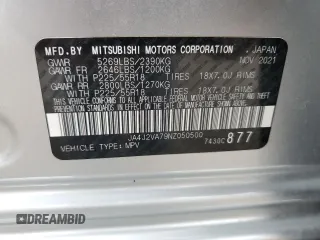 MFD.BY MITSUBISHI MOTORS CORPORATION, JAPAN
GVWR 5269LBS/2390KG NOV.2021
GAWR FR 2646LBS/1200KG
WITH P225/55R18 TIRES 18X7.0J RIMS
GAWR RR 2800LBS/1270KG
WITH P225/55R18 TIRES 18X7.0J RIMS
JA4J2VA79NZ050500
7438C 877
VEHICLE TYPE: MPV